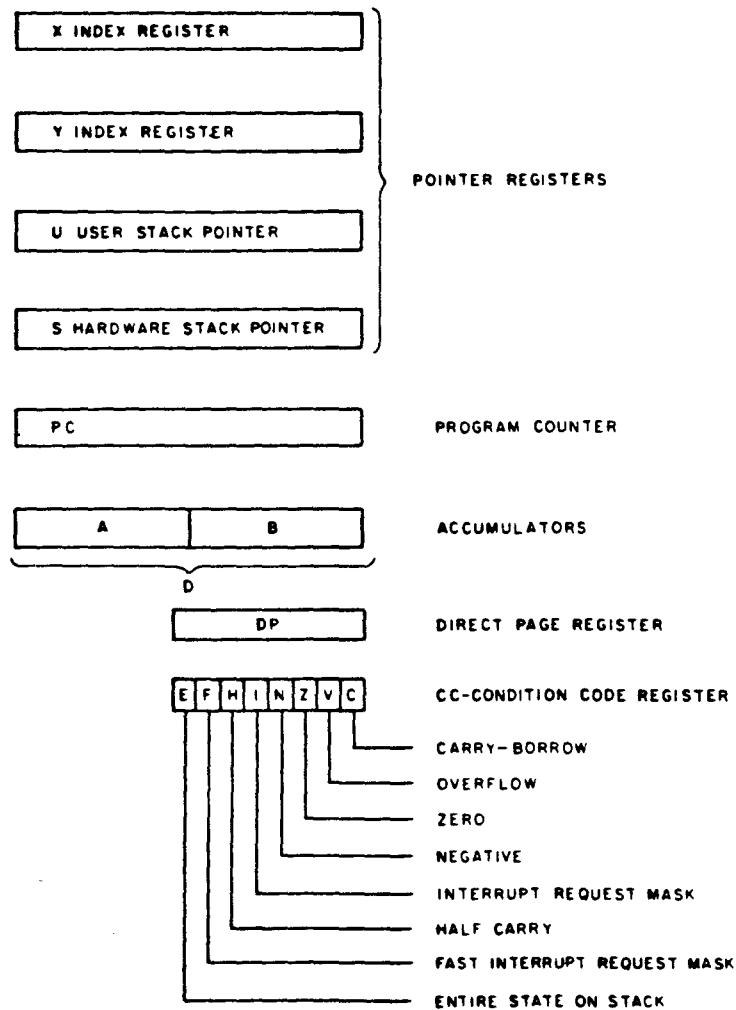 X INDEX REGISTER
Y INDEX REGISTER
POINTER REGISTERS
U USER STACK POINTER
S HARDWARE STACK POINTER
PC PROGRAM COUNTER
A B ACCUMULATORS
D
DP DIRECT PAGE REGISTER
E F H I N Z V C CC-CONDITION CODE REGISTER
CARRY-BORROW
OVERFLOW
ZERO
NEGATIVE
INTERRUPT REQUEST MASK
HALF CARRY
FAST INTERRUPT REQUEST MASK
ENTIRE STATE ON STACK